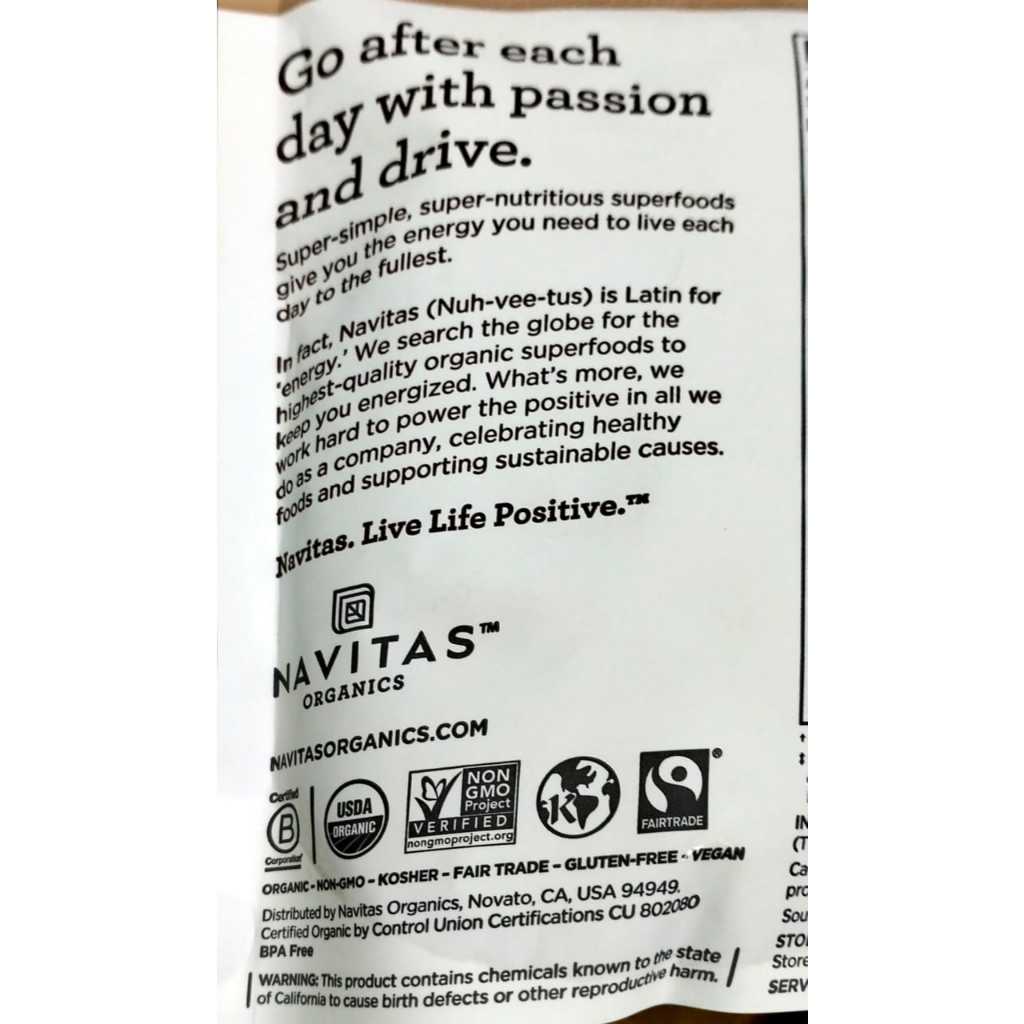 Go after each
day with passion
and drive.
Super-simple, super-nutritious superfoods
give you the energy you need to live each
day to the fullest.
In fact, Navitas (Nuh-vee-tus) is Latin for
'energy.' We search the globe for the
highest-quality organic superfoods to
keep you energized. What's more, we
work hard to power the positive in all we
do as a company, celebrating healthy
foods and supporting sustainable causes.
Navitas. Live Life Positive.™
NAVITAS™
ORGANICS
NAVITASORGANICS.COM
Certified
B
Corporation
USDA
ORGANIC
NON
GMO
Project
VERIFIED
nongmoproject.org
K
®
FAIRTRADE
ORGANIC - NON-GMO - KOSHER - FAIR TRADE - GLUTEN-FREE - VEGAN
Distributed by Navitas Organics, Novato, CA, USA 94949.
Certified Organic by Control Union Certifications CU 802080
BPA Free
WARNING: This product contains chemicals known to the state
of California to cause birth defects or other reproductive harm.
IN
(T
Ca
pro
Sou
STO
Store
SERV